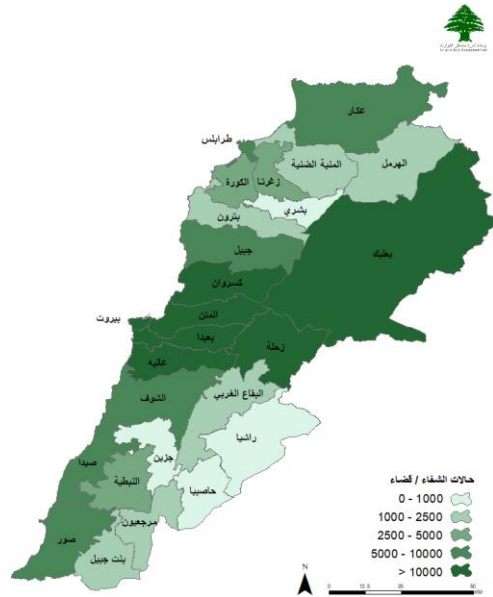 عكار
طرابلس
المنية الضنية
الهرمل
زغرتا
الكورة
بشري
بترون
بعلبك
جبيل
كسروان
المتن
بيروت
بعبدا
زحلة
عاليه
البقاع الغربي
الشوف
راشيا
جزين
صيدا
حاصبيا
النبطية
مرجعيون
صور
بنت جبيل
حالات الشفاء / قضاء
0 - 1000
1000 - 2500
2500 - 5000
5000 - 10000
> 10000
N
0 12.5 25 50
KM